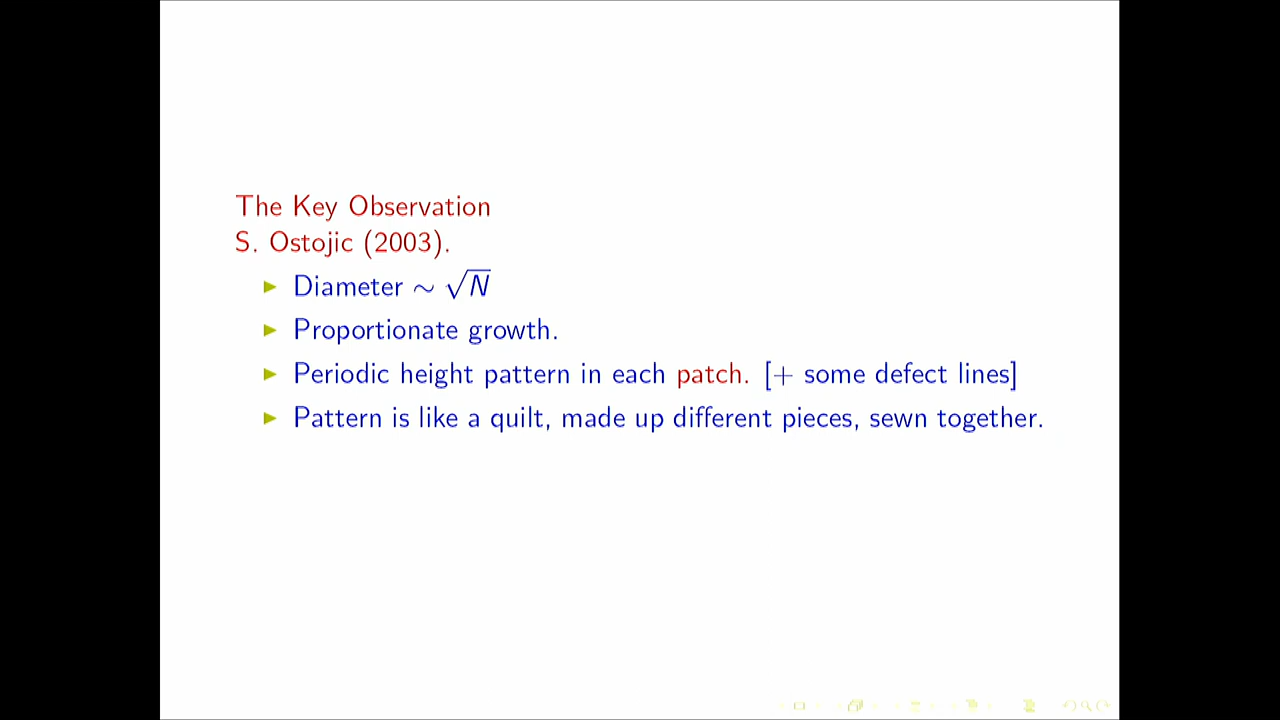 The Key Observation
S. Ostojic (2003).
Diameter ∼ √N
Proportionate growth.
Periodic height pattern in each patch. [+ some defect lines]
Pattern is like a quilt, made up different pieces, sewn together.